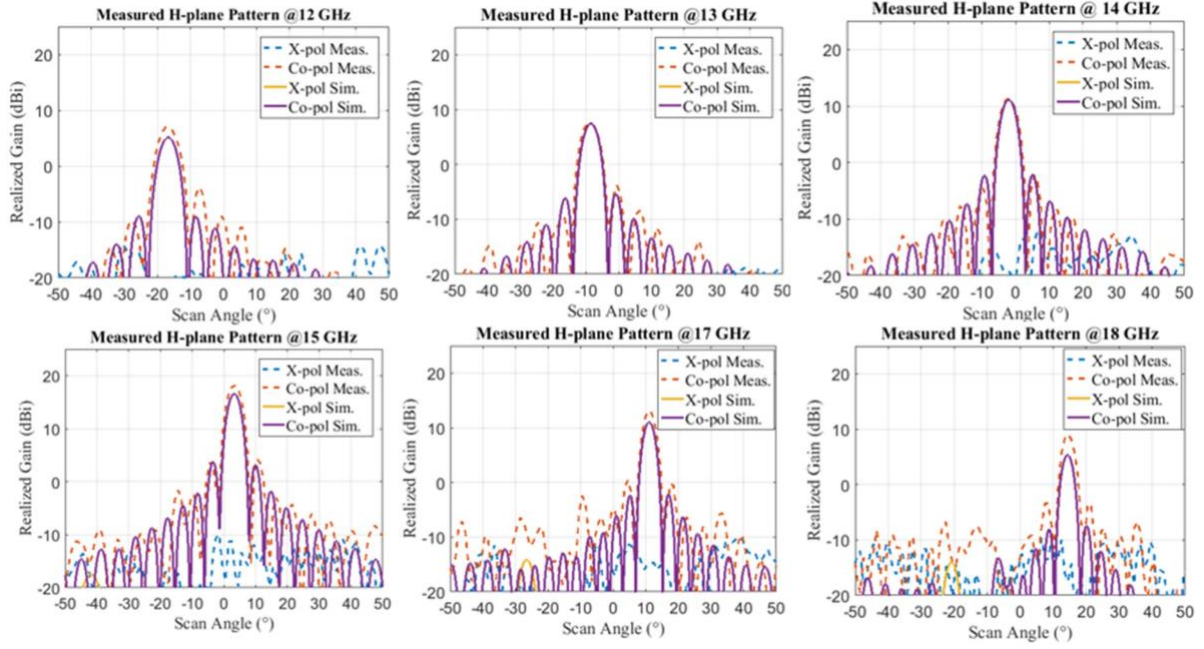 Measured H-plane Pattern @12 GHz
Realized Gain (dBi)
20
10
0
-10
-20
X-pol Meas.
Co-pol Meas.
X-pol Sim.
Co-pol Sim.
-50 -40 -30 -20 -10 0 10 20 30 40 50
Scan Angle (°)
Measured H-plane Pattern @13 GHz
Realized Gain (dBi)
20
10
0
-10
-20
X-pol Meas.
Co-pol Meas.
X-pol Sim.
Co-pol Sim.
-50 -40 -30 -20 -10 0 10 20 30 40 50
Scan Angle (°)
Measured H-plane Pattern @ 14 GHz
Realized Gain (dBi)
20
10
0
-10
-20
X-pol Meas.
Co-pol Meas.
X-pol Sim.
Co-pol Sim.
-50 -40 -30 -20 -10 0 10 20 30 40 50
Scan Angle (°)
Measured H-plane Pattern @15 GHz
Realized Gain (dBi)
20
10
0
-10
-20
X-pol Meas.
Co-pol Meas.
X-pol Sim.
Co-pol Sim.
-50 -40 -30 -20 -10 0 10 20 30 40 50
Scan Angle (°)
Measured H-plane Pattern @17 GHz
Realized Gain (dBi)
20
10
0
-10
-20
X-pol Meas.
Co-pol Meas.
X-pol Sim.
Co-pol Sim.
-50 -40 -30 -20 -10 0 10 20 30 40 50
Scan Angle (°)
Measured H-plane Pattern @18 GHz
Realized Gain (dBi)
20
10
0
-10
-20
X-pol Meas.
Co-pol Meas.
X-pol Sim.
Co-pol Sim.
-50 -40 -30 -20 -10 0 10 20 30 40 50
Scan Angle (°)